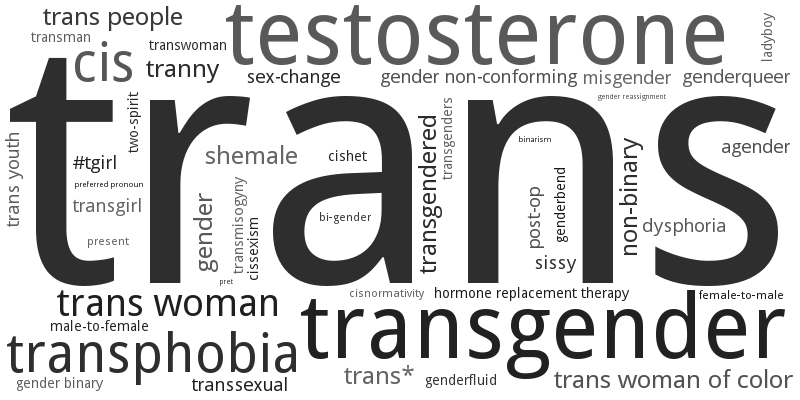 trans people
transman
cis
transwoman
tranny
testosterone
ladyboy
sex-change
gender non-conforming
misgender
genderqueer
gender reassignment
trans
two-spirit
trans youth
#tgirl
shemale
cishet
transgendered
transgenders
binarism
non-binary
agender
preferred pronoun
transgirl
gender
transmisogyny
cissexism
bi-gender
post-op
genderbend
dysphoria
present
sissy
pret
trans woman
cisnormativity
hormone replacement therapy
female-to-male
male-to-female
transphobia
transgender
gender binary
transsexual
trans*
genderfluid
trans woman of color